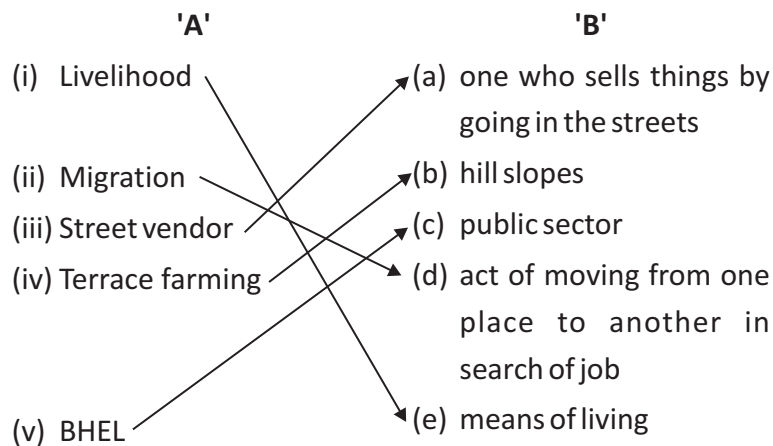 'A' 'B'
(i) Livelihood (a) one who sells things by
going in the streets
(ii) Migration (b) hill slopes
(iii) Street vendor (c) public sector
(iv) Terrace farming (d) act of moving from one
place to another in
search of job
(v) BHEL (e) means of living